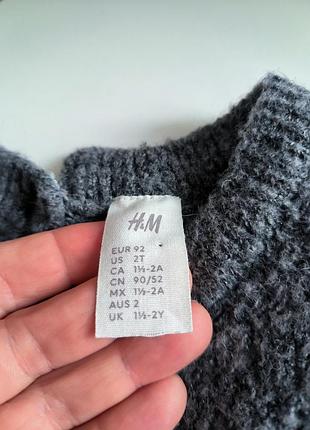 H&M
EUR 92
US 2T
CA 1½-2A
CN 90/52
MX 1½-2A
AUS 2
UK 1½-2Y